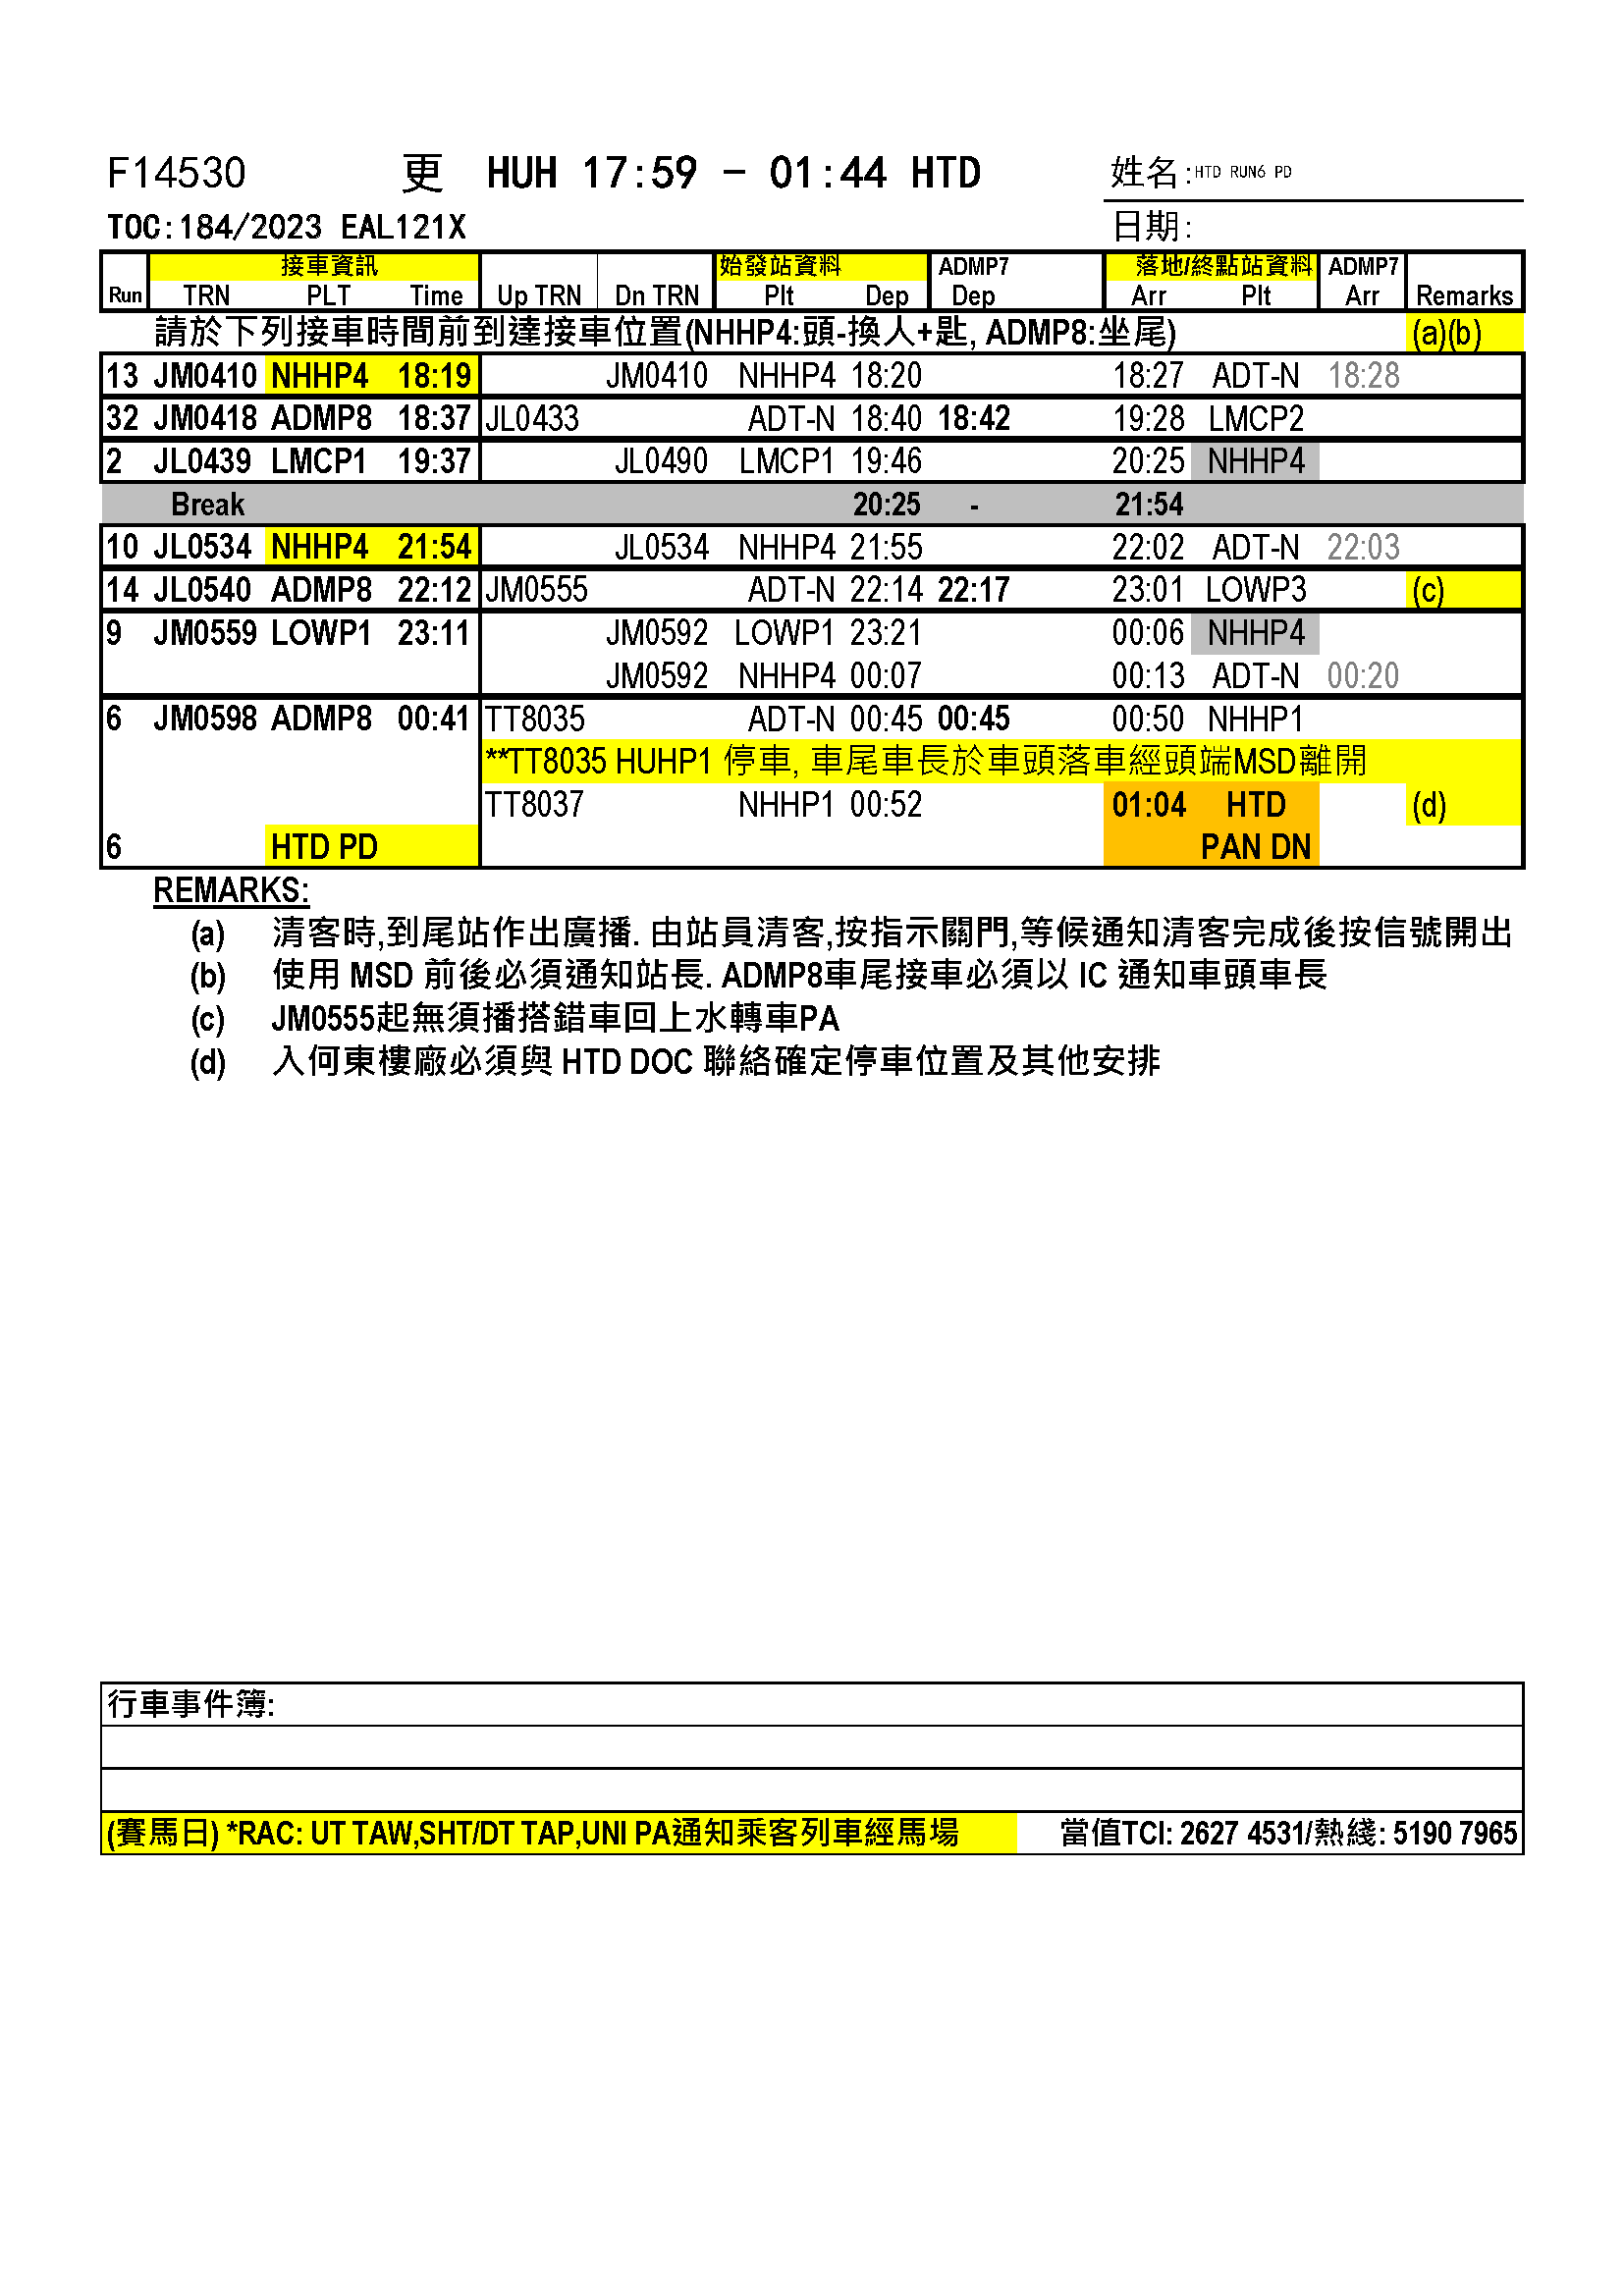 F14530 更 HUH 17:59 - 01:44 HTD 姓名:HTD RUN6 PD
TOC:184/2023 EAL121X 日期:
接車資訊 始發站資料 ADMP7 落地/終點站資料 ADMP7
Run TRN PLT Time Up TRN Dn TRN Plt Dep Dep Arr Plt Arr Remarks
請於下列接車時間前到達接車位置(NHHP4:頭-換人+匙, ADMP8:坐尾) (a)(b)
13 JM0410 NHHP4 18:19 JM0410 NHHP4 18:20 18:27 ADT-N 18:28
32 JM0418 ADMP8 18:37 JL0433 ADT-N 18:40 18:42 19:28 LMCP2
2 JL0439 LMCP1 19:37 JL0490 LMCP1 19:46 20:25 NHHP4
Break 20:25 - 21:54
10 JL0534 NHHP4 21:54 JL0534 NHHP4 21:55 22:02 ADT-N 22:03
14 JL0540 ADMP8 22:12 JM0555 ADT-N 22:14 22:17 23:01 LOWP3 (c)
9 JM0559 LOWP1 23:11 JM0592 LOWP1 23:21 00:06 NHHP4
JM0592 NHHP4 00:07 00:13 ADT-N 00:20
6 JM0598 ADMP8 00:41 TT8035 ADT-N 00:45 00:45 00:50 NHHP1
**TT8035 HUHP1 停車, 車尾車長於車頭落車經頭端MSD離開
TT8037 NHHP1 00:52 01:04 HTD (d)
6 HTD PD PAN DN
REMARKS:
(a) 清客時,到尾站作出廣播. 由站員清客,按指示關門,等候通知清客完成後按信號開出
(b) 使用 MSD 前後必須通知站長. ADMP8車尾接車必須以 IC 通知車頭車長
(c) JM0555起無須播搭錯車回上水轉車PA
(d) 入何東樓廠必須與 HTD DOC 聯絡確定停車位置及其他安排
行車事件簿:
(賽馬日) *RAC: UT TAW,SHT/DT TAP,UNI PA通知乘客列車經馬場 當值TCI: 2627 4531/熱綫: 5190 7965